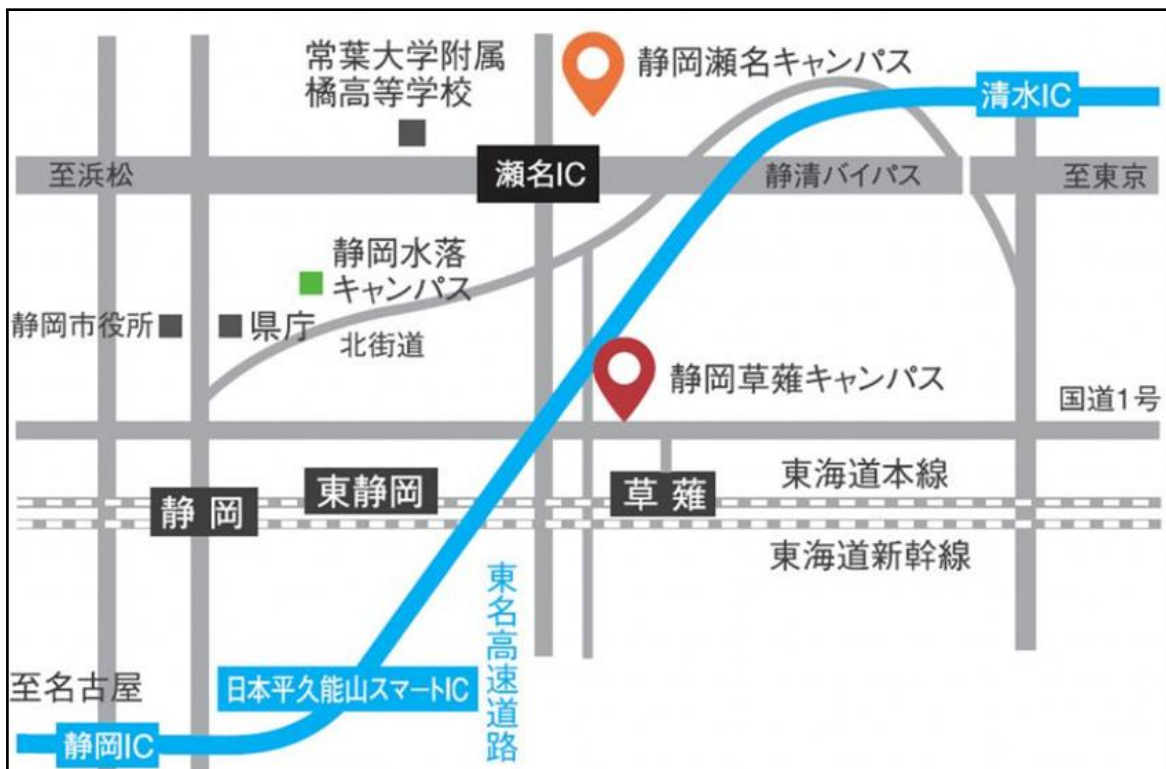 常葉大学附属
橘高等学校
静岡瀬名キャンパス
清水IC
至浜松
瀬名IC
静清バイパス
至東京
静岡水落
キャンパス
静岡市役所
県庁
北街道
静岡草薙キャンパス
国道1号
東静岡
草薙
東海道本線
静岡
東海道新幹線
東名高速道路
至名古屋
日本平久能山スマートIC
静岡IC